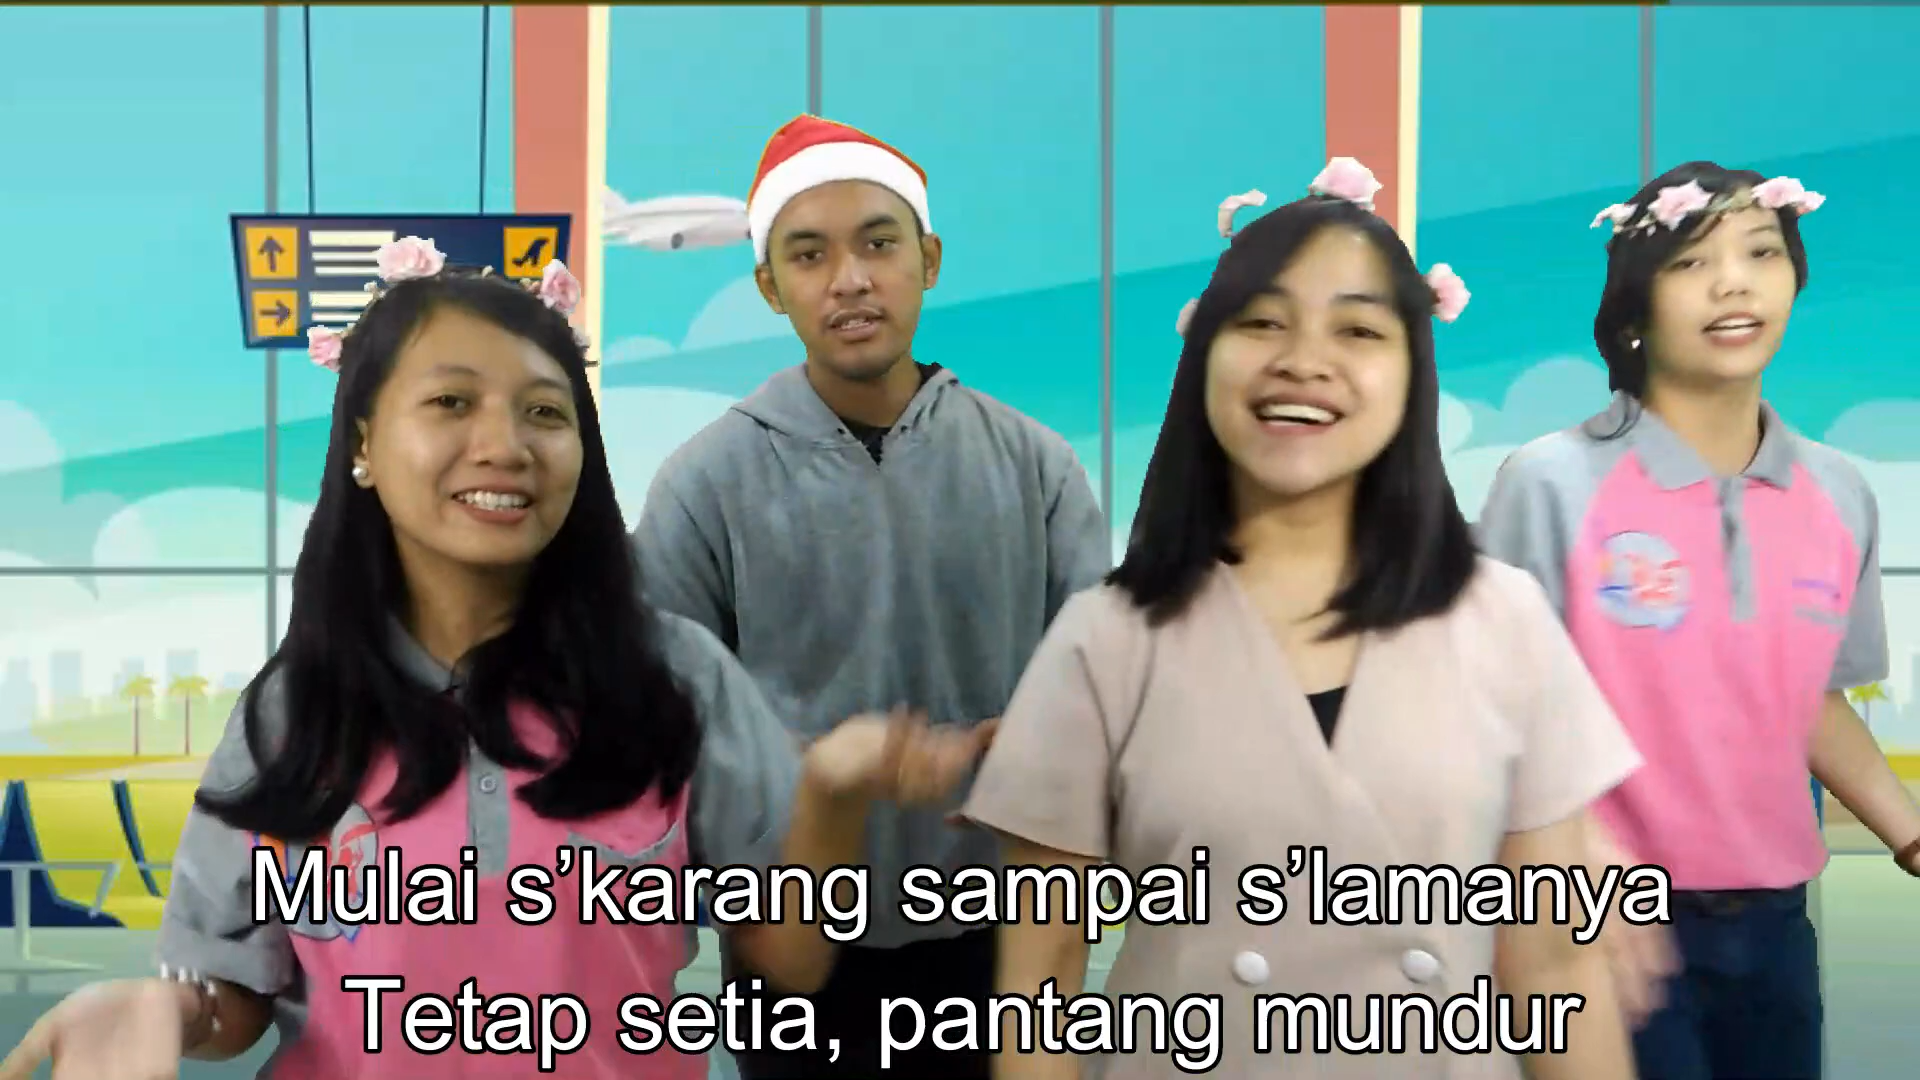 Mulai s’karang sampai s’lamanya
Tetap setia, pantang mundur